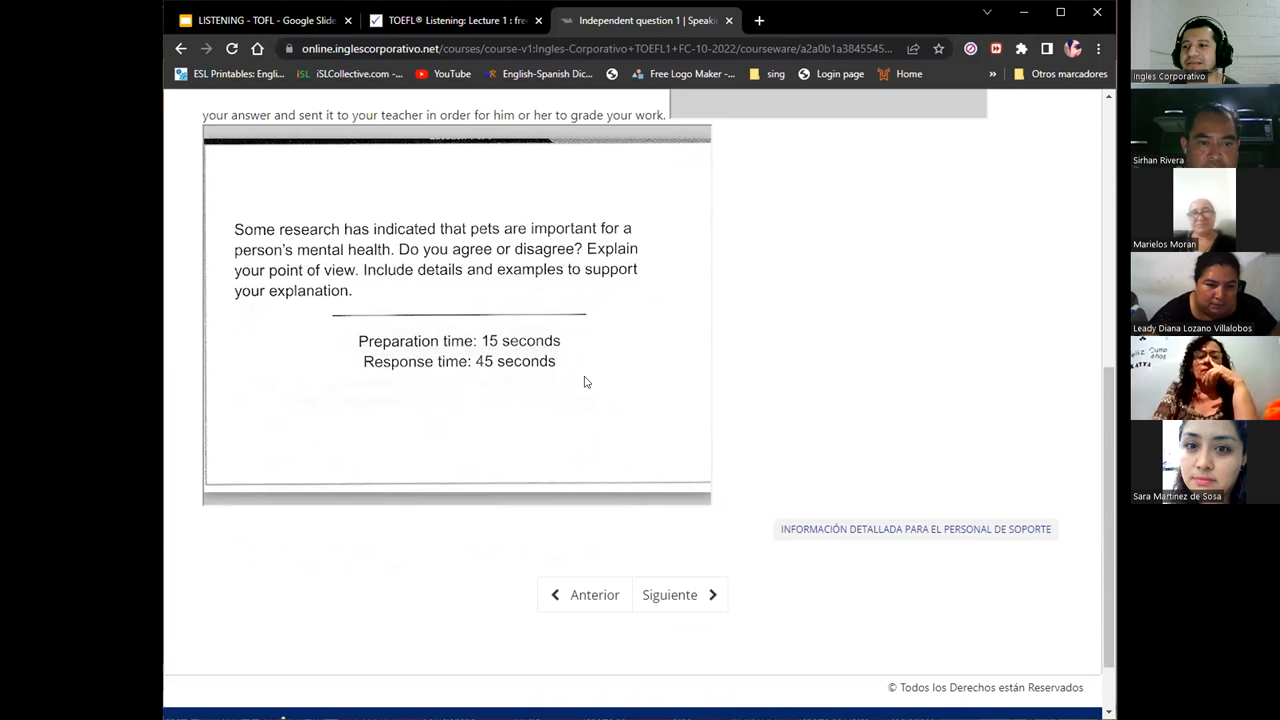 LISTENING - TOFL - Google Slide
TOEFL® Listening: Lecture 1 : fre
Independent question 1 | Speaki
online.inglescorporativo.net/courses/course-v1:Ingles-Corporativo+TOEFL1+FC-10-2022/courseware/a2a0b1a3845545...
ESL Printables: Engli...
iSLCollective.com -...
YouTube
English-Spanish Dic...
Free Logo Maker -...
sing
Login page
Home
»
Otros marcadores
your answer and sent it to your teacher in order for him or her to grade your work.
Some research has indicated that pets are important for a
person's mental health. Do you agree or disagree? Explain
your point of view. Include details and examples to support
your explanation.
Preparation time: 15 seconds
Response time: 45 seconds
INFORMACIÓN DETALLADA PARA EL PERSONAL DE SOPORTE
Anterior
Siguiente
© Todos los Derechos están Reservados
Ingles Corporativo
Sirhan Rivera
Marielos Moran
Leady Diana Lozano Villalobos
Sara Martinez de Sosa